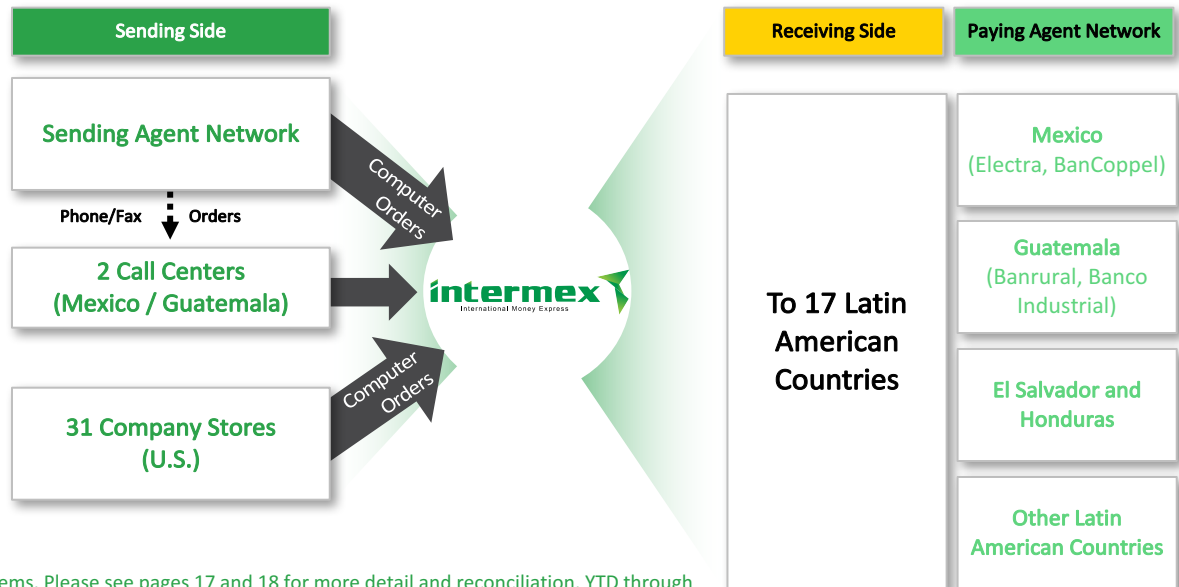 Sending Side
Receiving Side
Paying Agent Network
Sending Agent Network
Computer
Orders
Phone/Fax
Orders
2 Call Centers
(Mexico / Guatemala)
intermex
International Money Express
Computer
Orders
31 Company Stores
(U.S.)
To 17 Latin
American
Countries
Mexico
(Electra, BanCoppel)
Guatemala
(Banrural, Banco
Industrial)
El Salvador and
Honduras
Other Latin
American Countries
ems. Please see pages 17 and 18 for more detail and reconciliation. YTD through